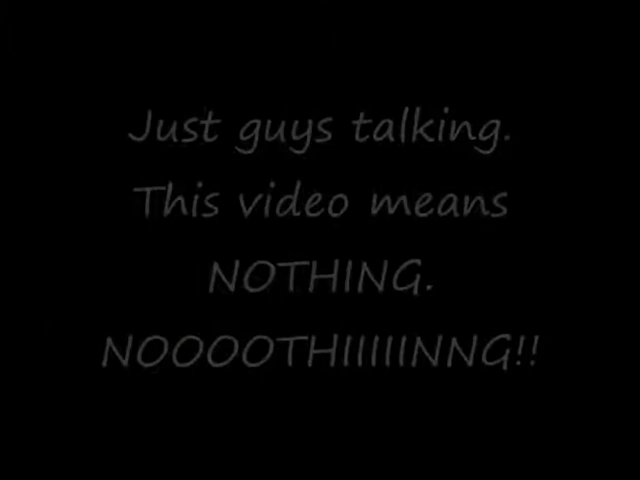 Just guys talking.
This video means
NOTHING.
NOOOOTHIIIIINNG!!